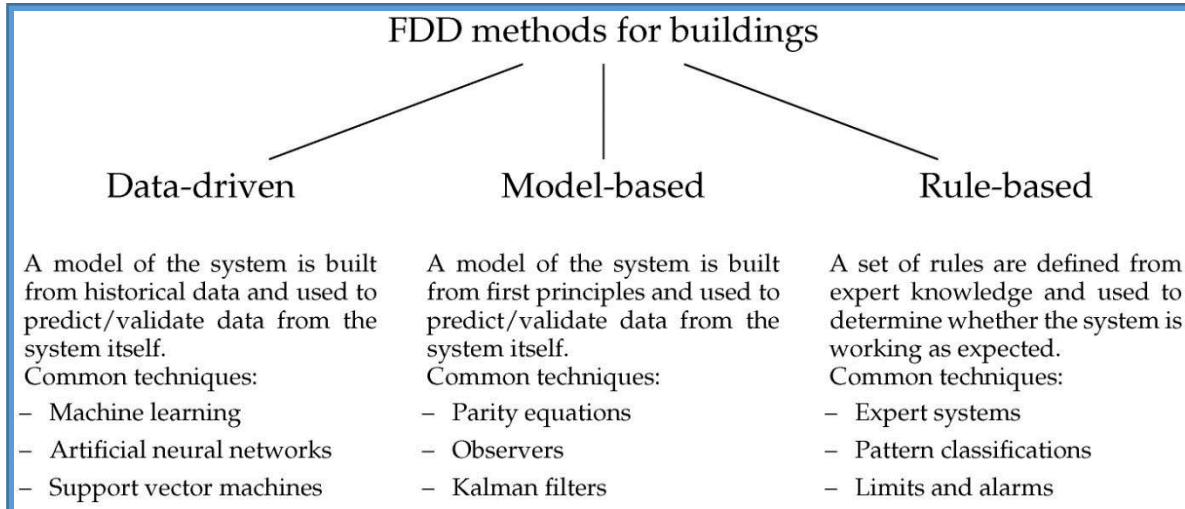 FDD methods for buildings
Data-driven
A model of the system is built
from historical data and used to
predict/validate data from the
system itself.
Common techniques:
– Machine learning
– Artificial neural networks
– Support vector machines
Model-based
A model of the system is built
from first principles and used to
predict/validate data from the
system itself.
Common techniques:
– Parity equations
– Observers
– Kalman filters
Rule-based
A set of rules are defined from
expert knowledge and used to
determine whether the system is
working as expected.
Common techniques:
– Expert systems
– Pattern classifications
– Limits and alarms